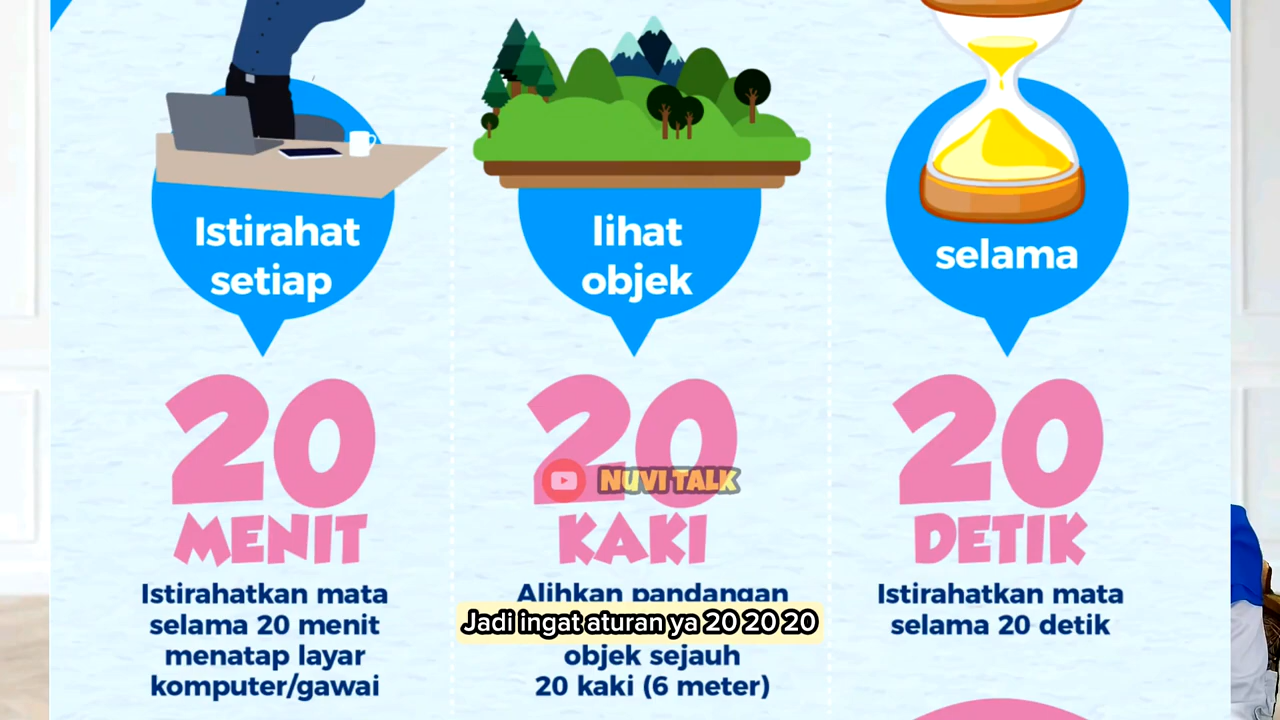 Istirahat
setiap
20
MENIT
Istirahatkan mata
selama 20 menit
menatap layar
komputer/gawai
lihat
objek
20
KAKI
Alihkan pandangan
objek sejauh
20 kaki (6 meter)
selama
20
DETIK
Istirahatkan mata
selama 20 detik
NUVI TALK
Jadi ingat aturan ya 20 20 20